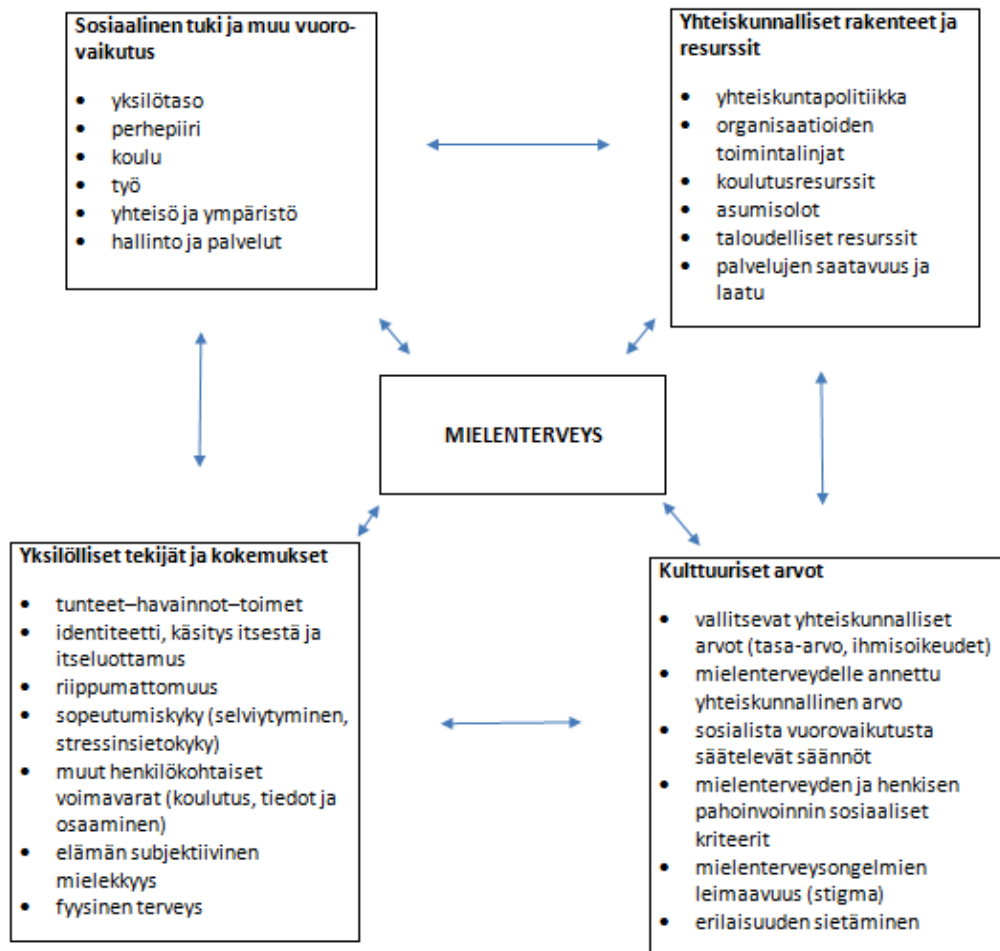 Sosiaalinen tuki ja muu vuoro-
vaikutus
• yksilötaso
• perhepiiri
• koulu
• työ
• yhteisö ja ympäristö
• hallinto ja palvelut
Yhteiskunnalliset rakenteet ja
resurssit
• yhteiskuntapolitiikka
• organisaatioiden
toimintalinjat
• koulutusresurssit
• asumisolot
• taloudelliset resurssit
• palvelujen saatavuus ja
laatu
MIELENTERVEYS
Yksilölliset tekijät ja kokemukset
• tunteet–havainnot–toimet
• identiteetti, käsitys itsestä ja
itseluottamus
• riippumattomuus
• sopeutumiskyky (selviytyminen,
stressinsietokyky)
• muut henkilökohtaiset
voimavarat (koulutus, tiedot ja
osaaminen)
• elämän subjektiivinen
mielekkyys
• fyysinen terveys
Kulttuuriset arvot
• vallitsevat yhteiskunnalliset
arvot (tasa-arvo, ihmisoikeudet)
• mielenterveydelle annettu
yhteiskunnallinen arvo
• sosialista vuorovaikutusta
säätelevät säännöt
• mielenterveyden ja henkisen
pahoinvoinnin sosiaaliset
kriteerit
• mielenterveysongelmien
leimaavuus (stigma)
• erilaisuuden sietäminen